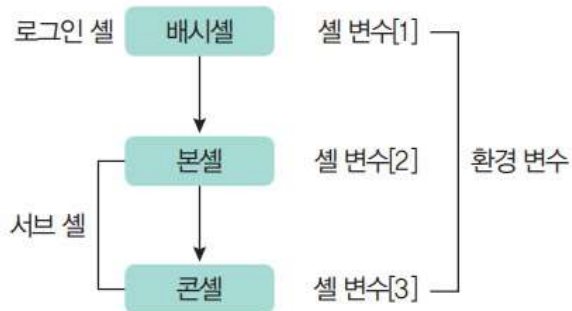 로그인 셸 배시셸 셸 변수[1]
본셸 셸 변수[2] 환경 변수
서브 셸
콘셸 셸 변수[3]